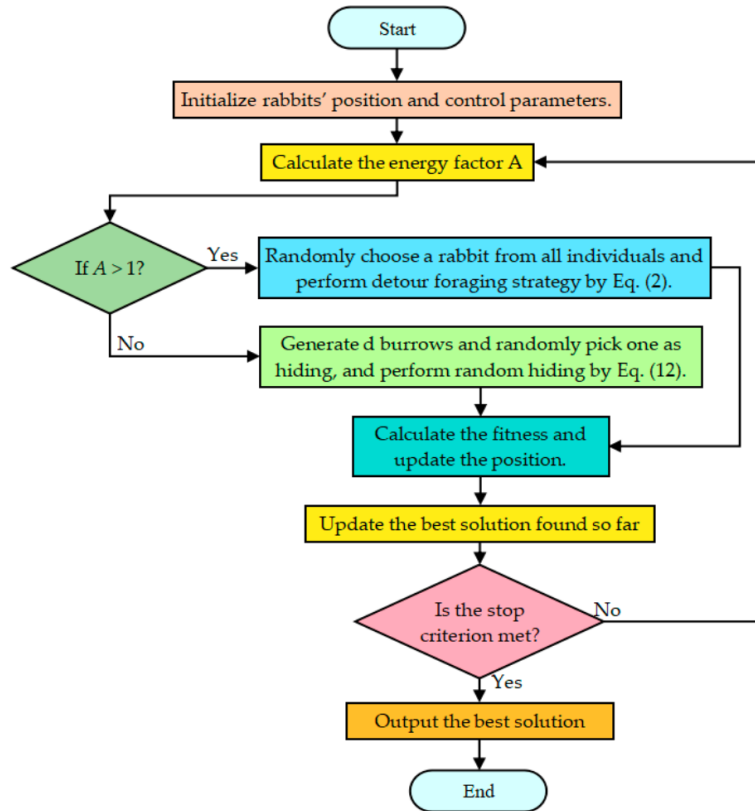 Start
Initialize rabbits’ position and control parameters.
Calculate the energy factor A
If A > 1?
Yes
Randomly choose a rabbit from all individuals and
perform detour foraging strategy by Eq. (2).
No
Generate d burrows and randomly pick one as
hiding, and perform random hiding by Eq. (12).
Calculate the fitness and
update the position.
Update the best solution found so far
Is the stop
criterion met?
No
Yes
Output the best solution
End